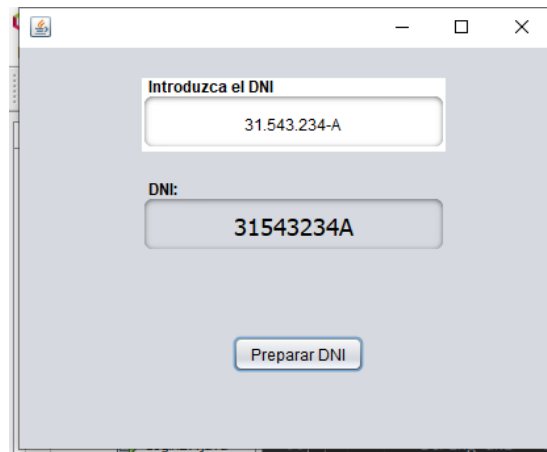 Introduzca el DNI
31.543.234-A
DNI:
31543234A
Preparar DNI